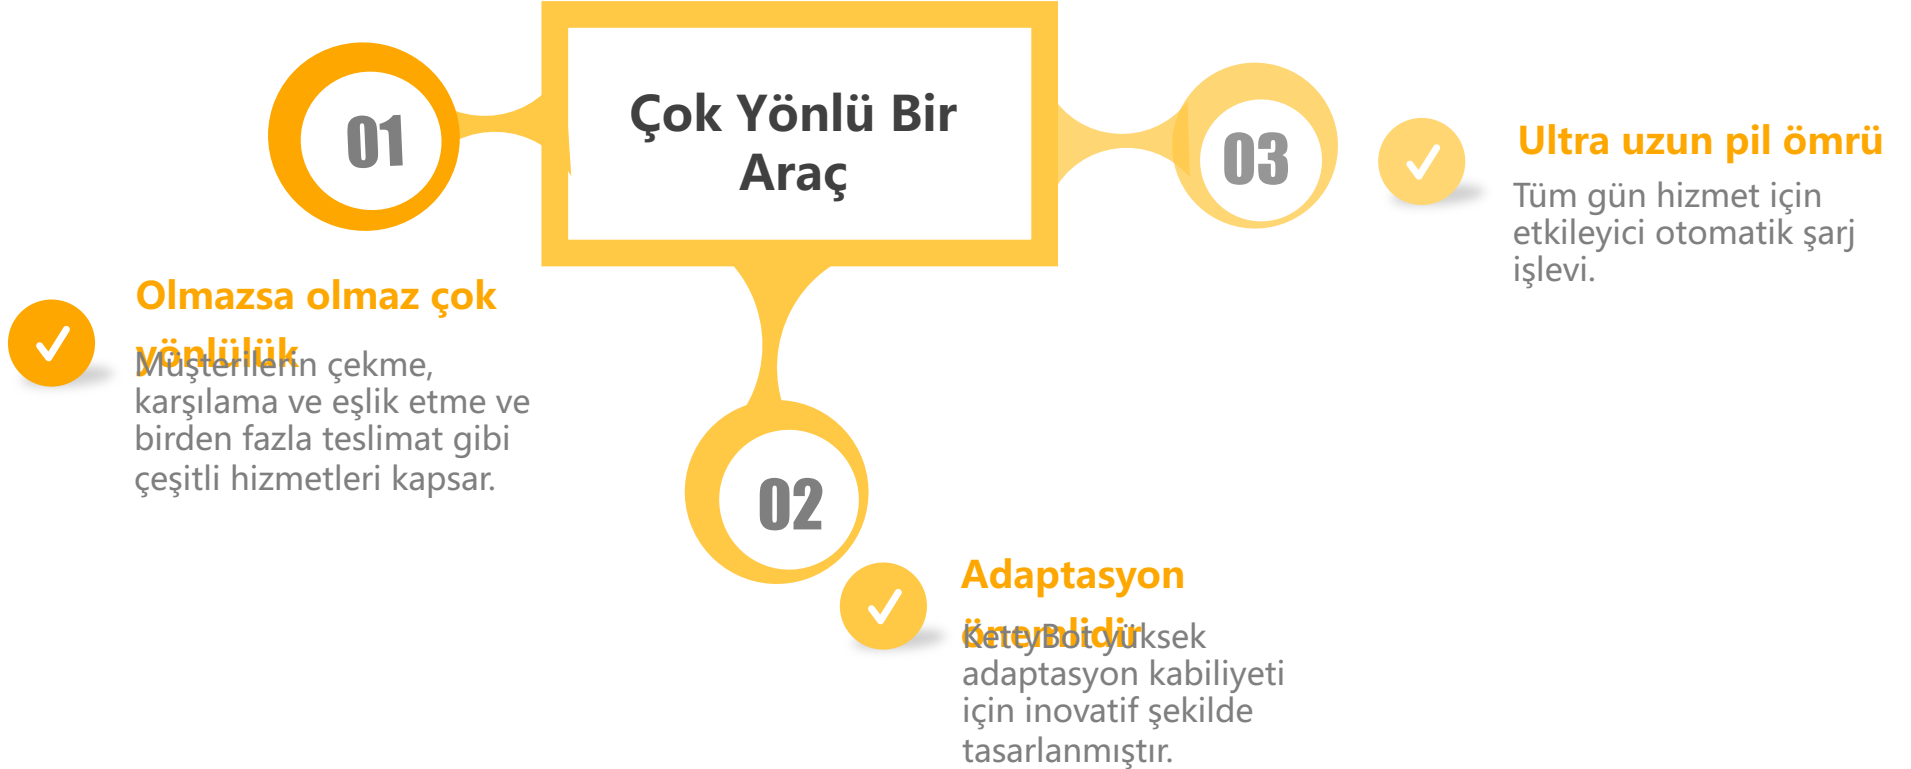 Çok Yönlü Bir
Araç
01
Olmazsa olmaz çok
yönlülük
Müşterilerin çekme,
karşılama ve eşlik etme ve
birden fazla teslimat gibi
çeşitli hizmetleri kapsar.
02
Adaptasyon
önemlidir
KettyBot yüksek
adaptasyon kabiliyeti
için inovatif şekilde
tasarlanmıştır.
03
Ultra uzun pil ömrü
Tüm gün hizmet için
etkileyici otomatik şarj
işlevi.